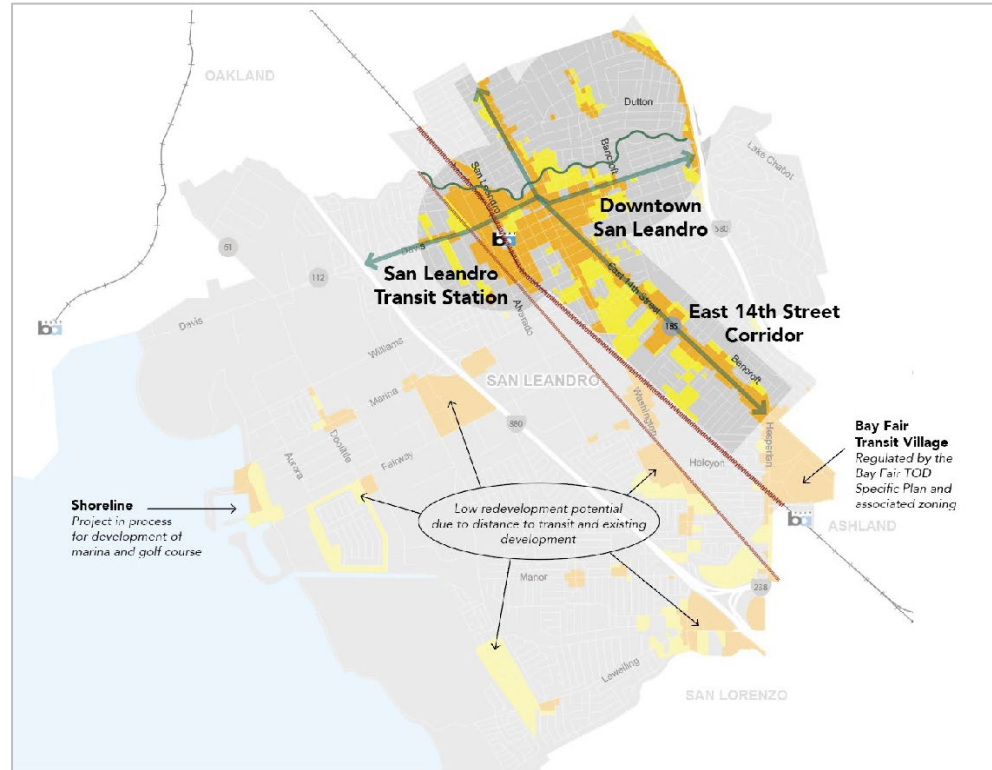 OAKLAND
Dutton
Lake Chabot
Bancroft
San Leandro
Downtown
San Leandro
580
61
112
Davis
San Leandro
Transit Station
East 14th Street
185
East 14th Street
Corridor
Bancroft
Davis
Alvarado
Williams
SAN LEANDRO
Marina
Washington
880
Hesperian
Doolittle
Aurora
Fairway
Halcyon
Bay Fair
Transit Village
Regulated by the
Bay Fair TOD
Specific Plan and
associated zoning
Shoreline
Project in process
for development of
marina and golf course
Low redevelopment potential
due to distance to transit and existing
development
ba
ASHLAND
Manor
238
Lewelling
SAN LORENZO